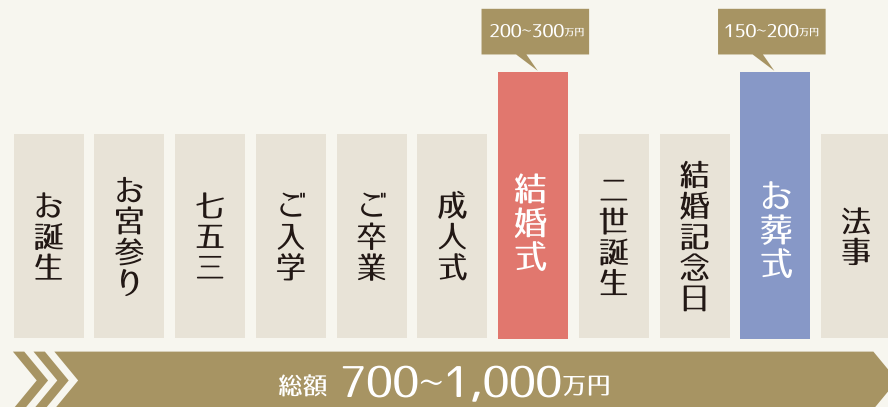 200~300万円
150~200万円
お誕生
お宮参り
七五三
ご入学
ご卒業
成人式
結婚式
二世誕生
結婚記念日
お葬式
法事
総額 700~1,000万円